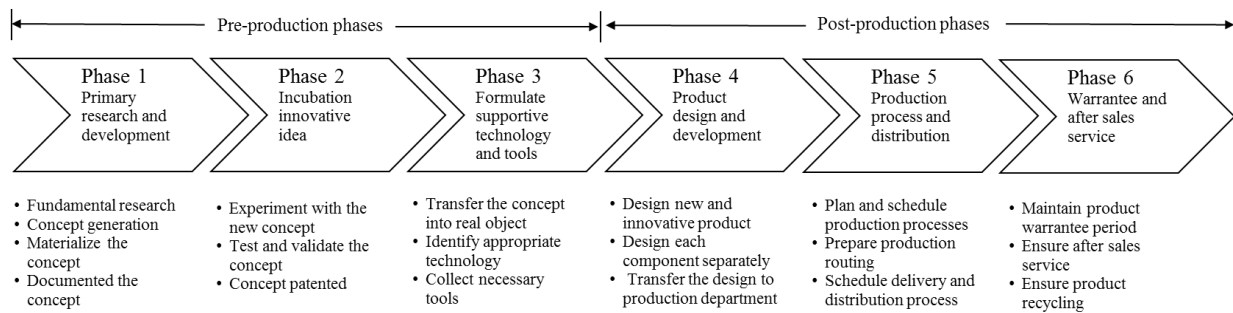 Pre-production phases
Post-production phases
Phase 1
Primary
research and
development
Phase 2
Incubation
innovative
idea
Phase 3
Formulate
supportive
technology
and tools
Phase 4
Product
design and
development
Phase 5
Production
process and
distribution
Phase 6
Warrantee and
after sales
service
• Fundamental research
• Concept generation
• Materialize the
concept
• Documented the
concept
• Experiment with the
new concept
• Test and validate the
concept
• Concept patented
• Transfer the concept
into real object
• Identify appropriate
technology
• Collect necessary
tools
• Design new and
innovative product
• Design each
component separately
• Transfer the design to
production department
• Plan and schedule
production processes
• Prepare production
routing
• Schedule delivery and
distribution process
• Maintain product
warrantee period
• Ensure after sales
service
• Ensure product
recycling